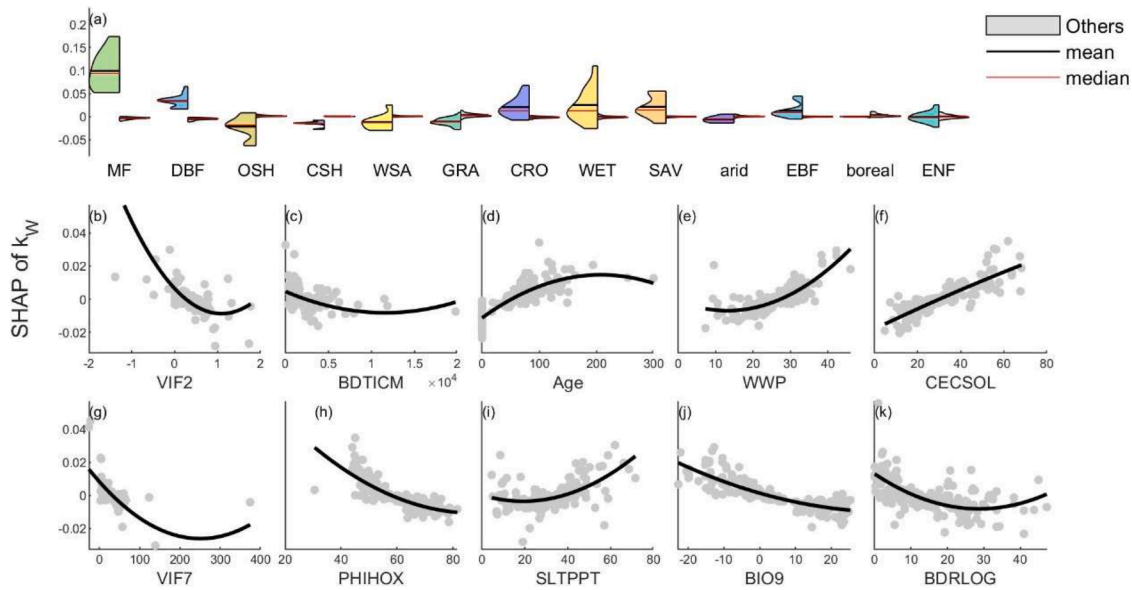 (a)
0.2
0.15
0.1
0.05
0
-0.05
Others
mean
median
MF DBF OSH CSH WSA GRA CRO WET SAV arid EBF boreal ENF
SHAP of kW
(b) (c) (d) (e) (f)
0.04
0.02
0
-0.02
-2 -1 0 1 2
0 1 2
0 100 200 300
0 10 20 30 40
0 20 40 60 80
VIF2 BDTICM ×10⁴ Age WWP CECSOL
(g) (h) (i) (j) (k)
0.04
0.02
0
-0.02
0 100 200 300 400
20 40 60 80
0 20 40 60 80
-20 -10 0 10 20
0 10 20 30 40
VIF7 PHIHOX SLTPPT BIO9 BDRLOG